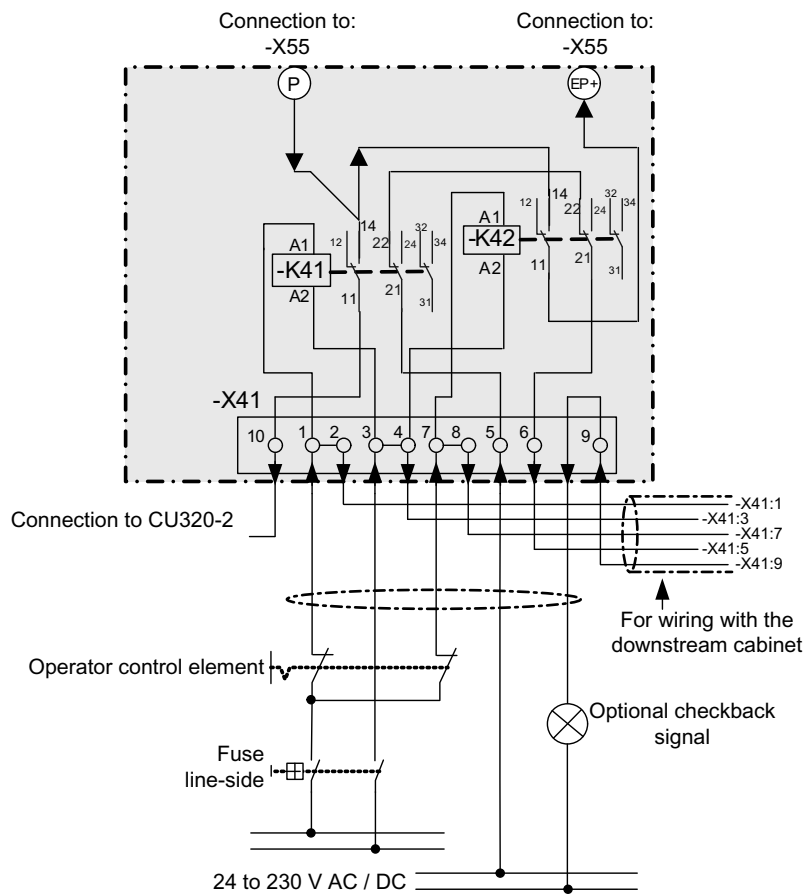 Connection to:
-X55
Connection to:
-X55
P
EP+
14
12
22
24
32
34
A1
-K41
A2
11
21
31
14
12
22
24
32
34
A1
-K42
A2
11
21
31
-X41
10
1
2
3
4
7
8
5
6
9
Connection to CU320-2
-X41:1
-X41:3
-X41:7
-X41:5
-X41:9
For wiring with the
downstream cabinet
Operator control element
Optional checkback
signal
Fuse
line-side
24 to 230 V AC / DC